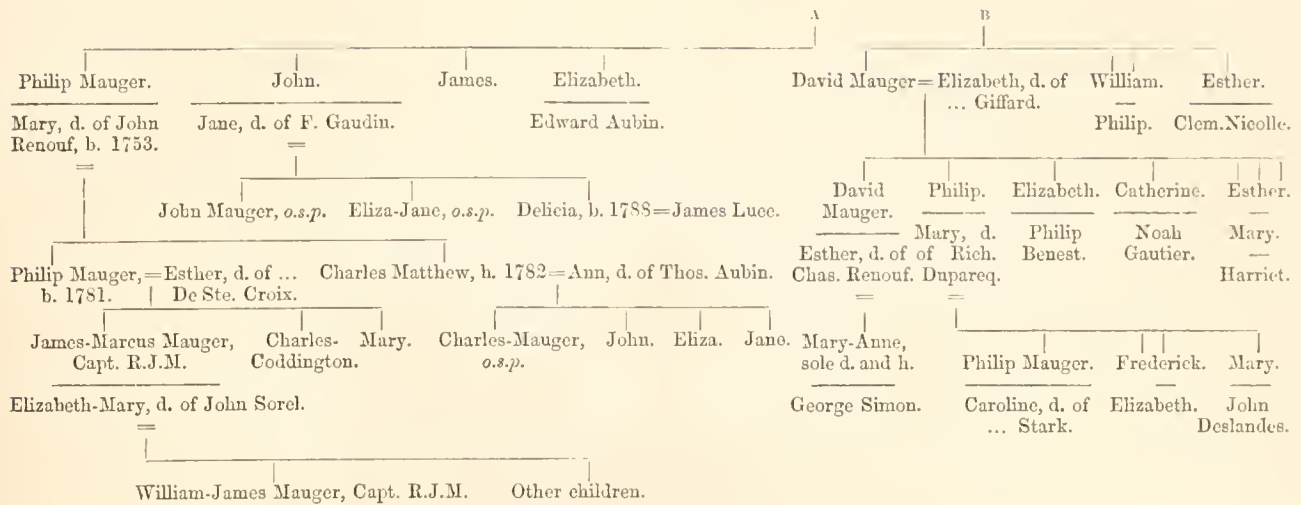 A B
Philip Mauger. John. James. Elizabeth. David Mauger= Elizabeth, d. of William. Esther.
... Giffard.
Mary, d. of John Jane, d. of F. Gaudin. Edward Aubin. Philip. Clem. Nicolle.
Renouf, b. 1753.
=
=
David Philip. Elizabeth. Catherine. Esther.
John Mauger, o.s.p. Eliza-Jane, o.s.p. Delicia, b. 1788=James Luce. Mauger.
Mary, d. Philip Noah Mary.
Esther, d. of of Rich. Benest. Gautier.
Philip Mauger,=Esther, d. of ... Charles Matthew, b. 1782=Ann, d. of Thos. Aubin. Chas. Renouf. Duparcq. Harriet.
b. 1781. De Ste. Croix.
= =
James-Marcus Mauger, Charles- Mary. Charles-Mauger, John. Eliza. Jane. Mary-Anne,
Capt. R.J.M. Coddington. o.s.p. sole d. and h. Philip Mauger. Frederick. Mary.
Elizabeth-Mary, d. of John Sorel. George Simon. Caroline, d. of Elizabeth. John
= ... Stark. Deslandes.
William-James Mauger, Capt. R.J.M. Other children.